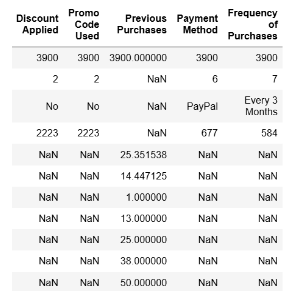 Discount Applied Promo Code Used Previous Purchases Payment Method Frequency of Purchases
3900 3900 3900.000000 3900 3900
2 2 NaN 6 7
No No NaN PayPal Every 3 Months
2223 2223 NaN 677 584
NaN NaN 25.351538 NaN NaN
NaN NaN 14.447125 NaN NaN
NaN NaN 1.000000 NaN NaN
NaN NaN 13.000000 NaN NaN
NaN NaN 25.000000 NaN NaN
NaN NaN 38.000000 NaN NaN
NaN NaN 50.000000 NaN NaN